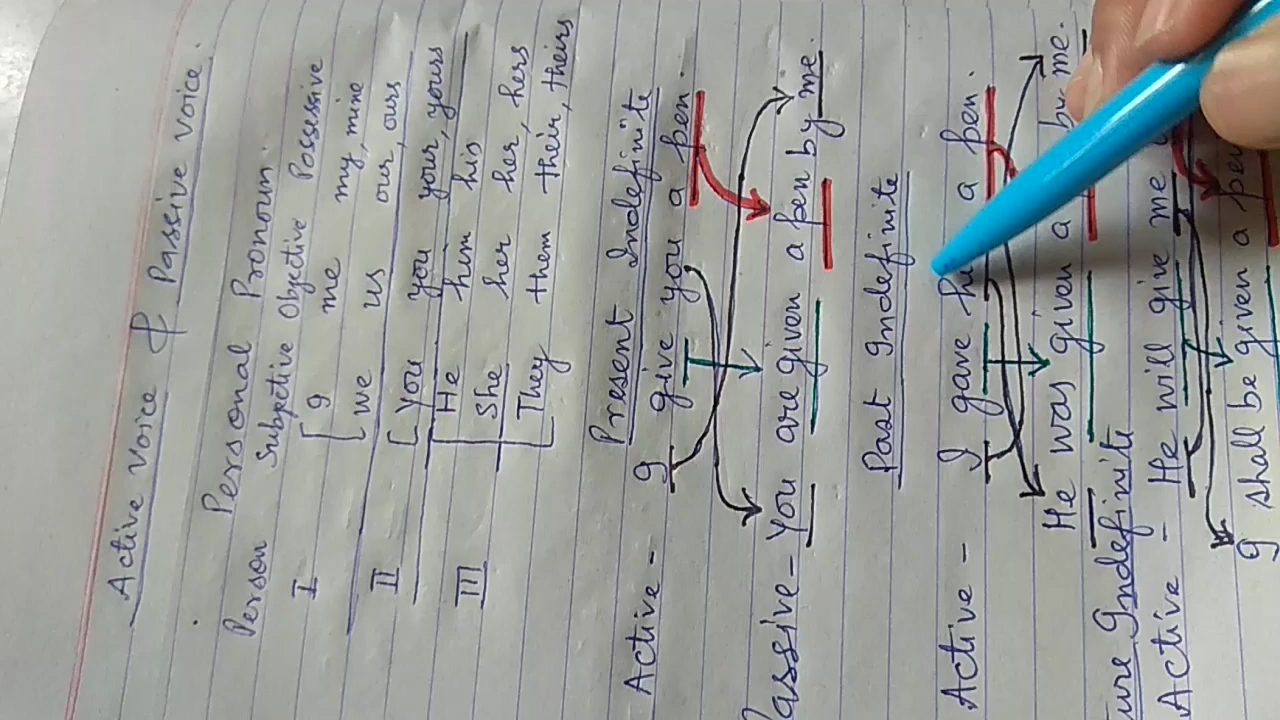 Active Voice & Passive Voice.
Personal Pronoun.
Person Subjective Objective Possessive
I I me my, mine
we us our, ours
II You you your, yours
III He him his
She her her, hers
They them their, theirs
Present Indefinite
Active - I give you a pen.
Passive - You are given a pen by me.
Past Indefinite
Active - I gave a pen.
He was given a by me.
Indefinite
Active - He will give me
I shall be given a pen